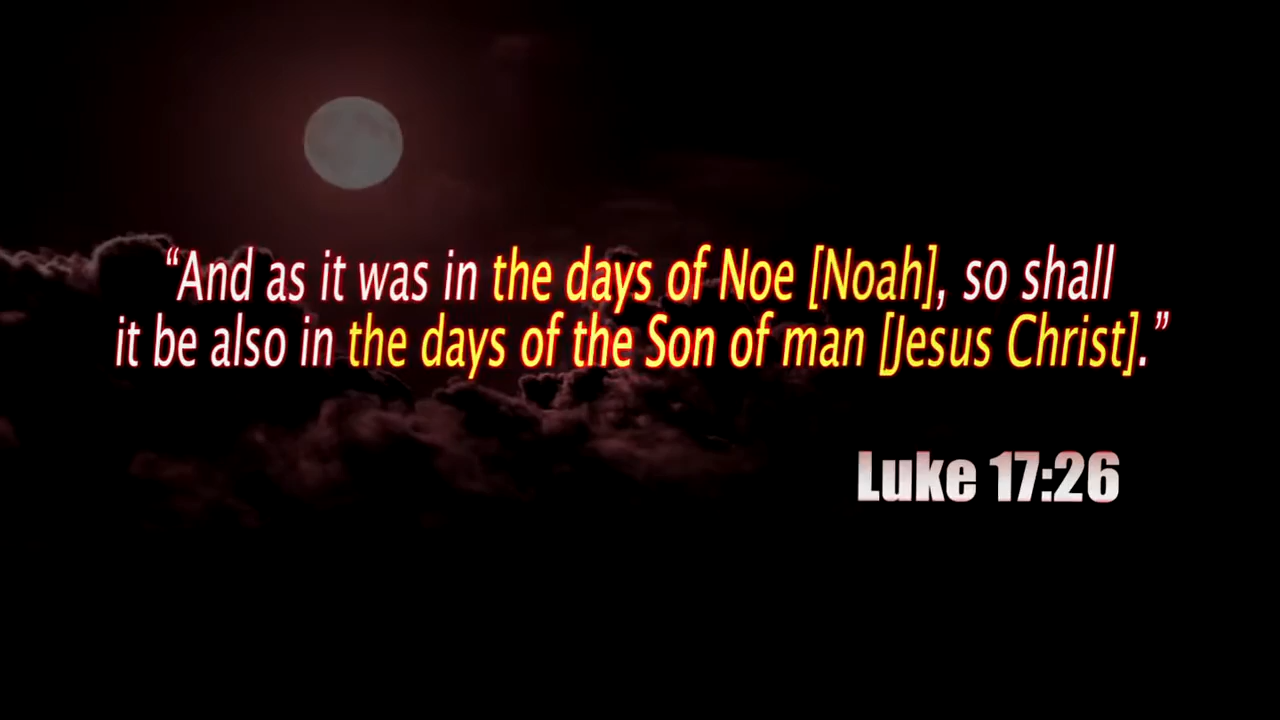 “And as it was in the days of Noe [Noah], so shall
it be also in the days of the Son of man [Jesus Christ].”
Luke 17:26